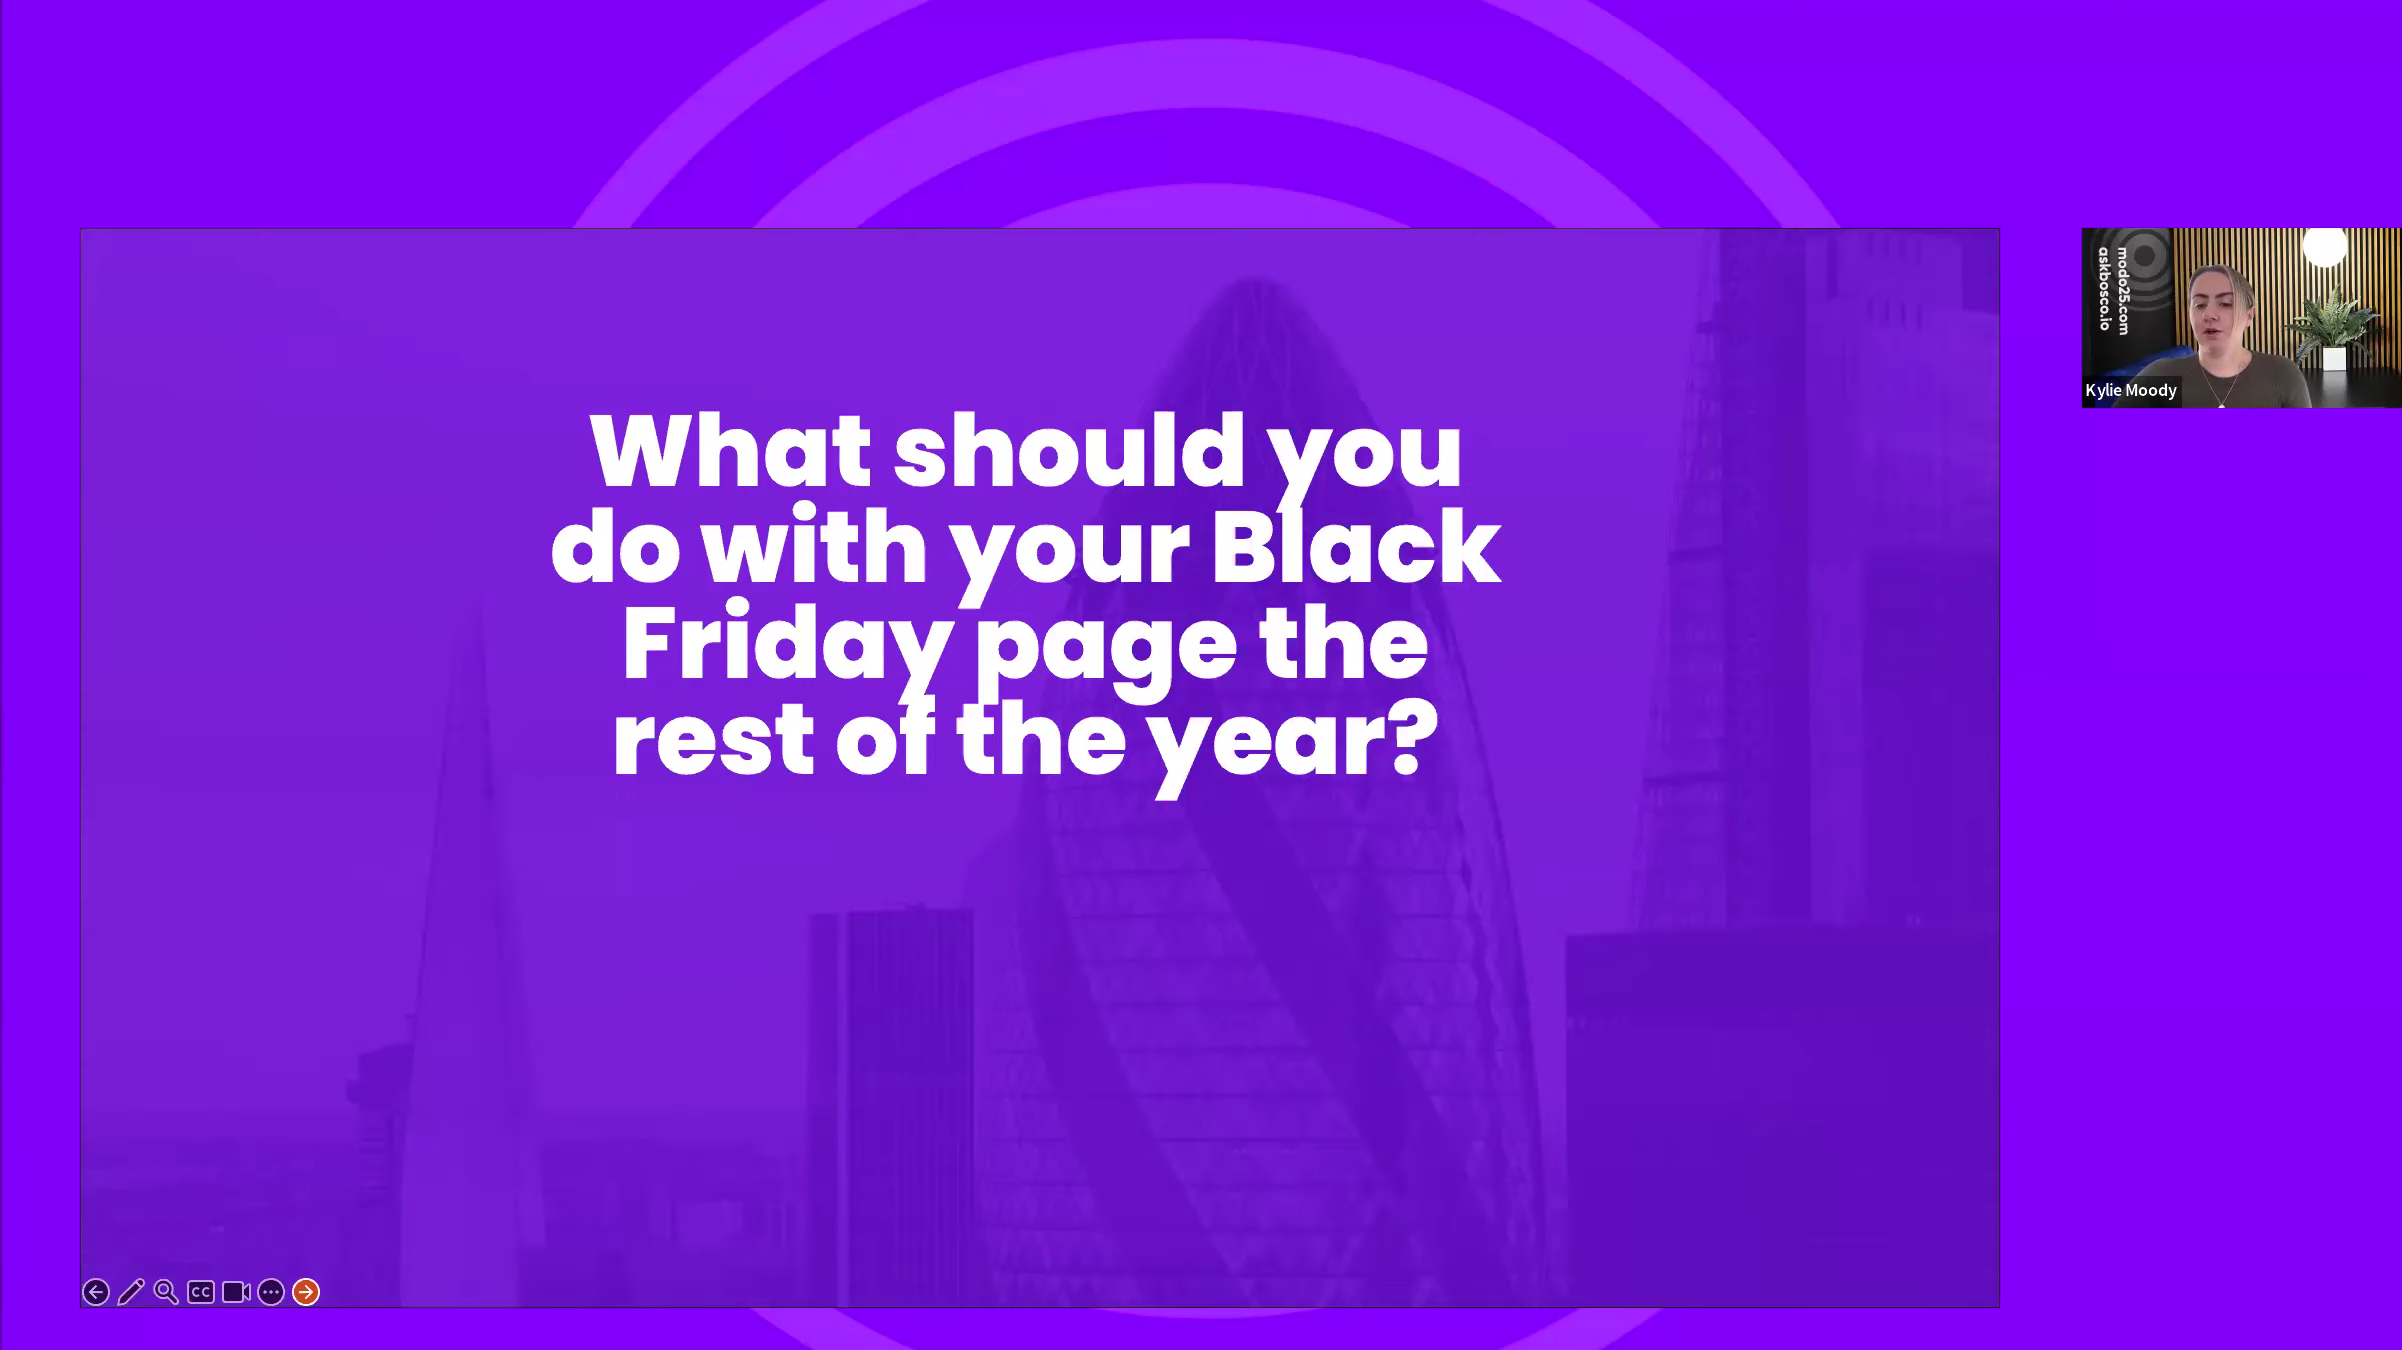 What should you
do with your Black
Friday page the
rest of the year?
modo25.com
askbosco.io
Kylie Moody
CC